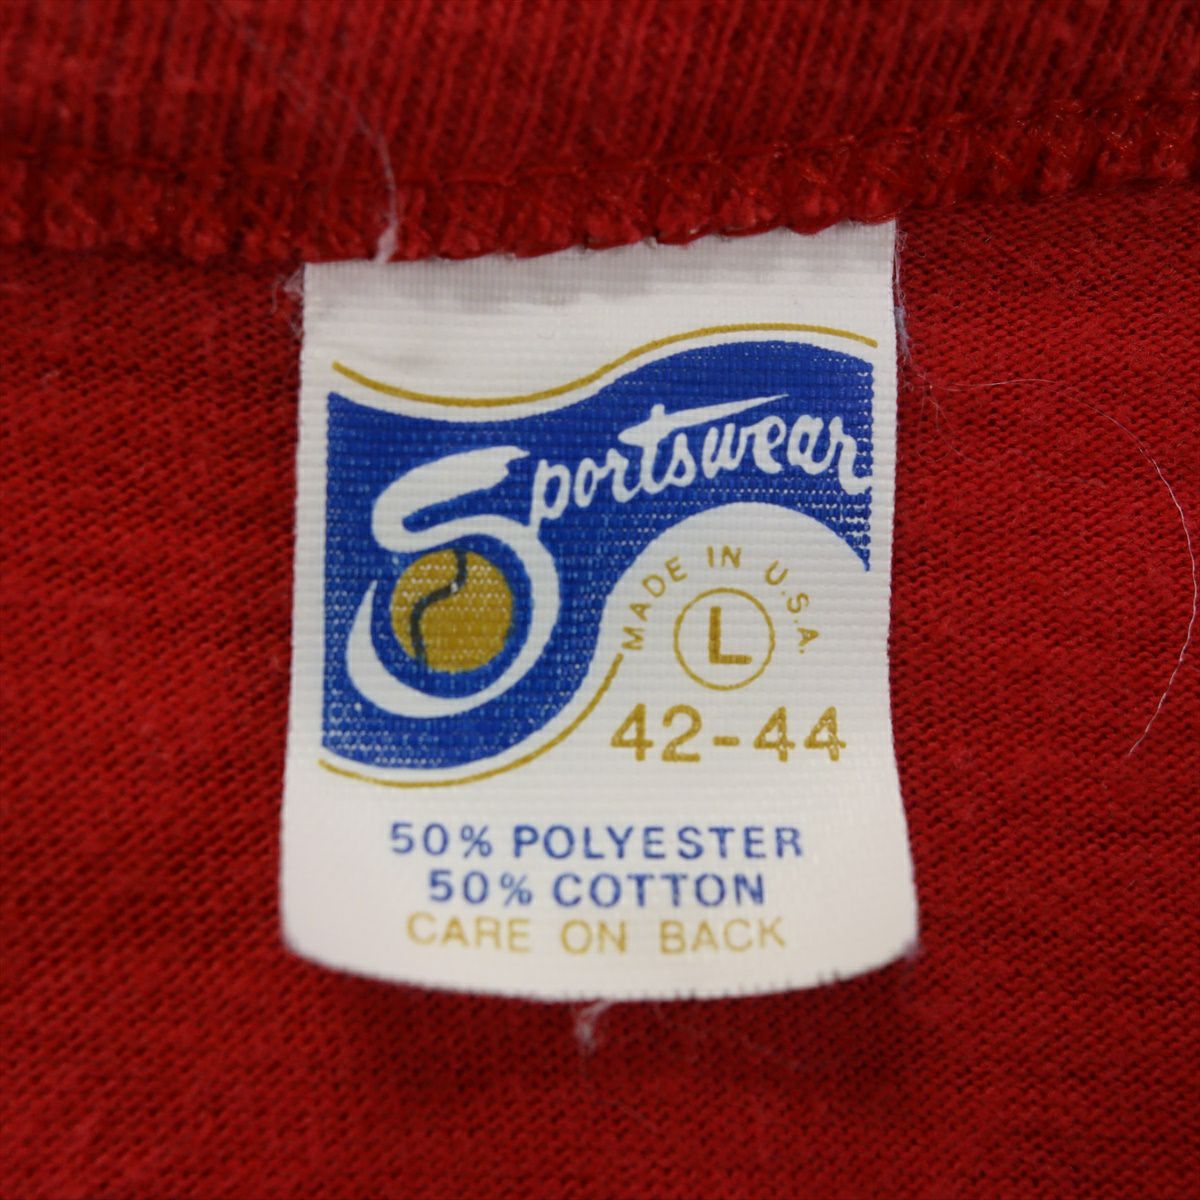 Sportswear
MADE IN U.S.A.
L
42-44
50% POLYESTER
50% COTTON
CARE ON BACK